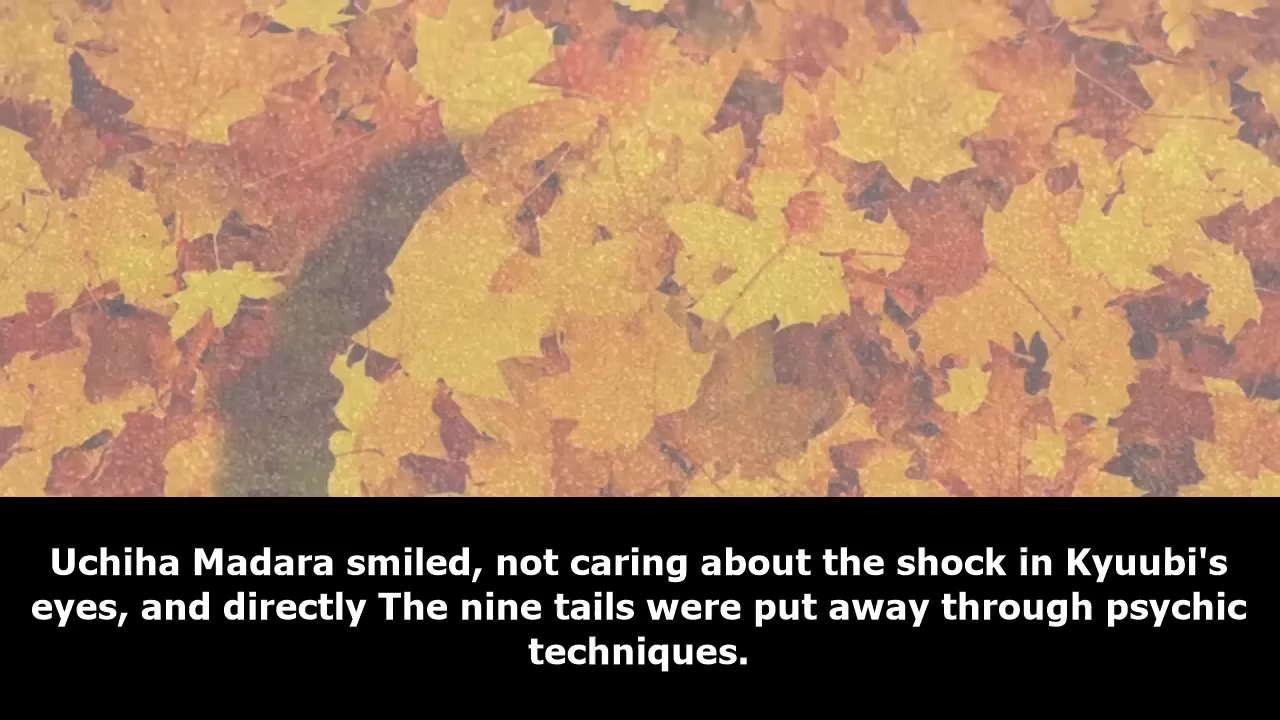 Uchiha Madara smiled, not caring about the shock in Kyuubi's
eyes, and directly The nine tails were put away through psychic
techniques.